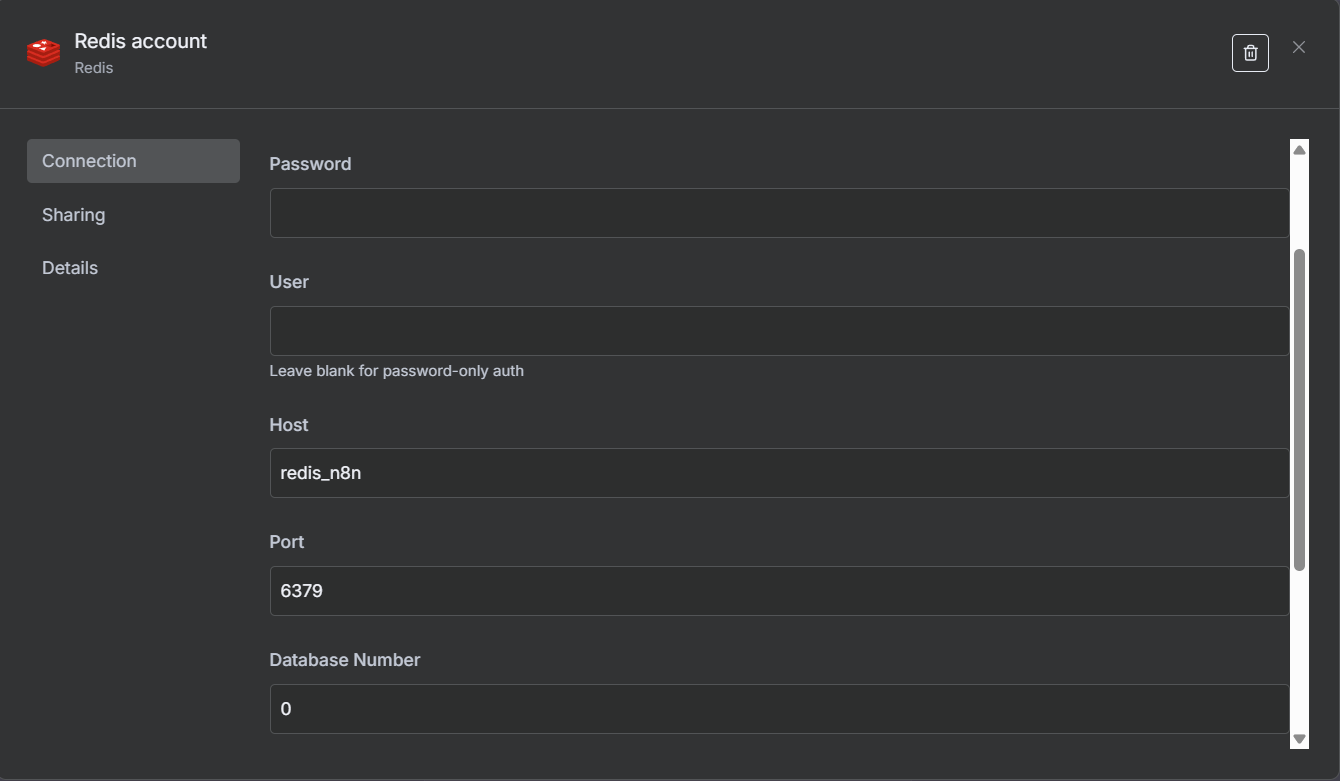 Redis account
Redis
Connection
Sharing
Details
Password
User
Leave blank for password-only auth
Host
redis_n8n
Port
6379
Database Number
0